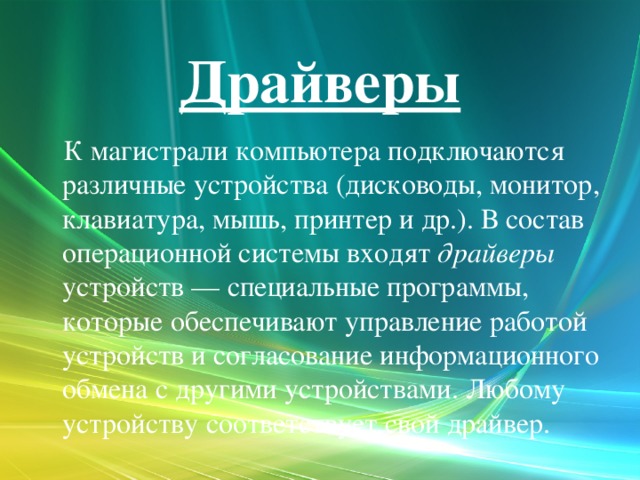 Драйверы
К магистрали компьютера подключаются
различные устройства (дисководы, монитор,
клавиатура, мышь, принтер и др.). В состав
операционной системы входят драйверы
устройств — специальные программы,
которые обеспечивают управление работой
устройств и согласование информационного
обмена с другими устройствами. Любому
устройству соответствует свой драйвер.